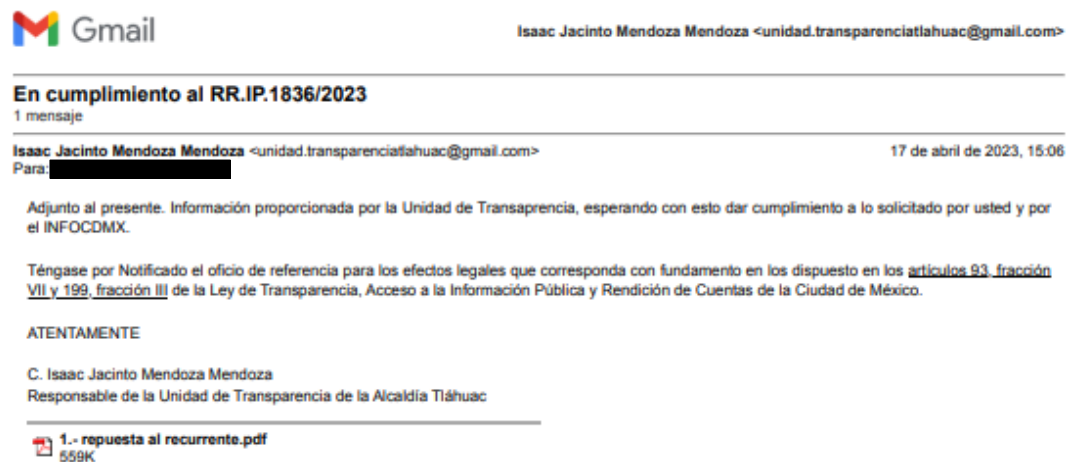 Gmail
Isaac Jacinto Mendoza Mendoza <unidad.transparenciatlahuac@gmail.com>
En cumplimiento al RR.IP.1836/2023
1 mensaje
Isaac Jacinto Mendoza Mendoza <unidad.transparenciatlahuac@gmail.com>
17 de abril de 2023, 15:06
Para:
Adjunto al presente. Información proporcionada por la Unidad de Transaprencia, esperando con esto dar cumplimiento a lo solicitado por usted y por
el INFOCDMX.
Téngase por Notificado el oficio de referencia para los efectos legales que corresponda con fundamento en los dispuesto en los artículos 93, fracción
VII y 199, fracción III de la Ley de Transparencia, Acceso a la Información Pública y Rendición de Cuentas de la Ciudad de México.
ATENTAMENTE
C. Isaac Jacinto Mendoza Mendoza
Responsable de la Unidad de Transparencia de la Alcaldía Tláhuac
1.- repuesta al recurrente.pdf
559K